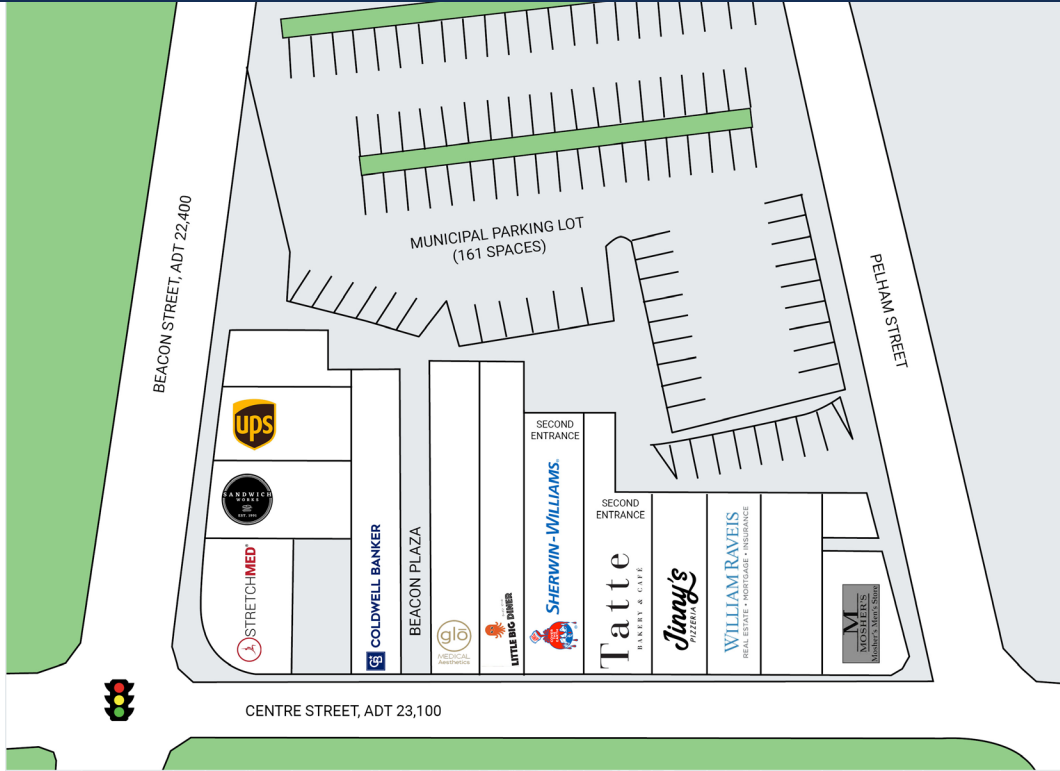 MUNICIPAL PARKING LOT
(161 SPACES)
BEACON STREET, ADT 22,400
PELHAM STREET
ups
SANDWICH
WORKS
STRETCHMED
CB COLDWELL BANKER
BEACON PLAZA
glō
MEDICAL
Aesthetics
LITTLE BIG DINER
SECOND
ENTRANCE
SHERWIN-WILLIAMS.
SECOND
ENTRANCE
Tatte
BAKERY & CAFÉ
Jinny's
PIZZERIA
WILLIAM RAVEIS
REAL ESTATE • MORTGAGE • INSURANCE
M
MOSHER'S
Mosher's Men's Store
CENTRE STREET, ADT 23,100